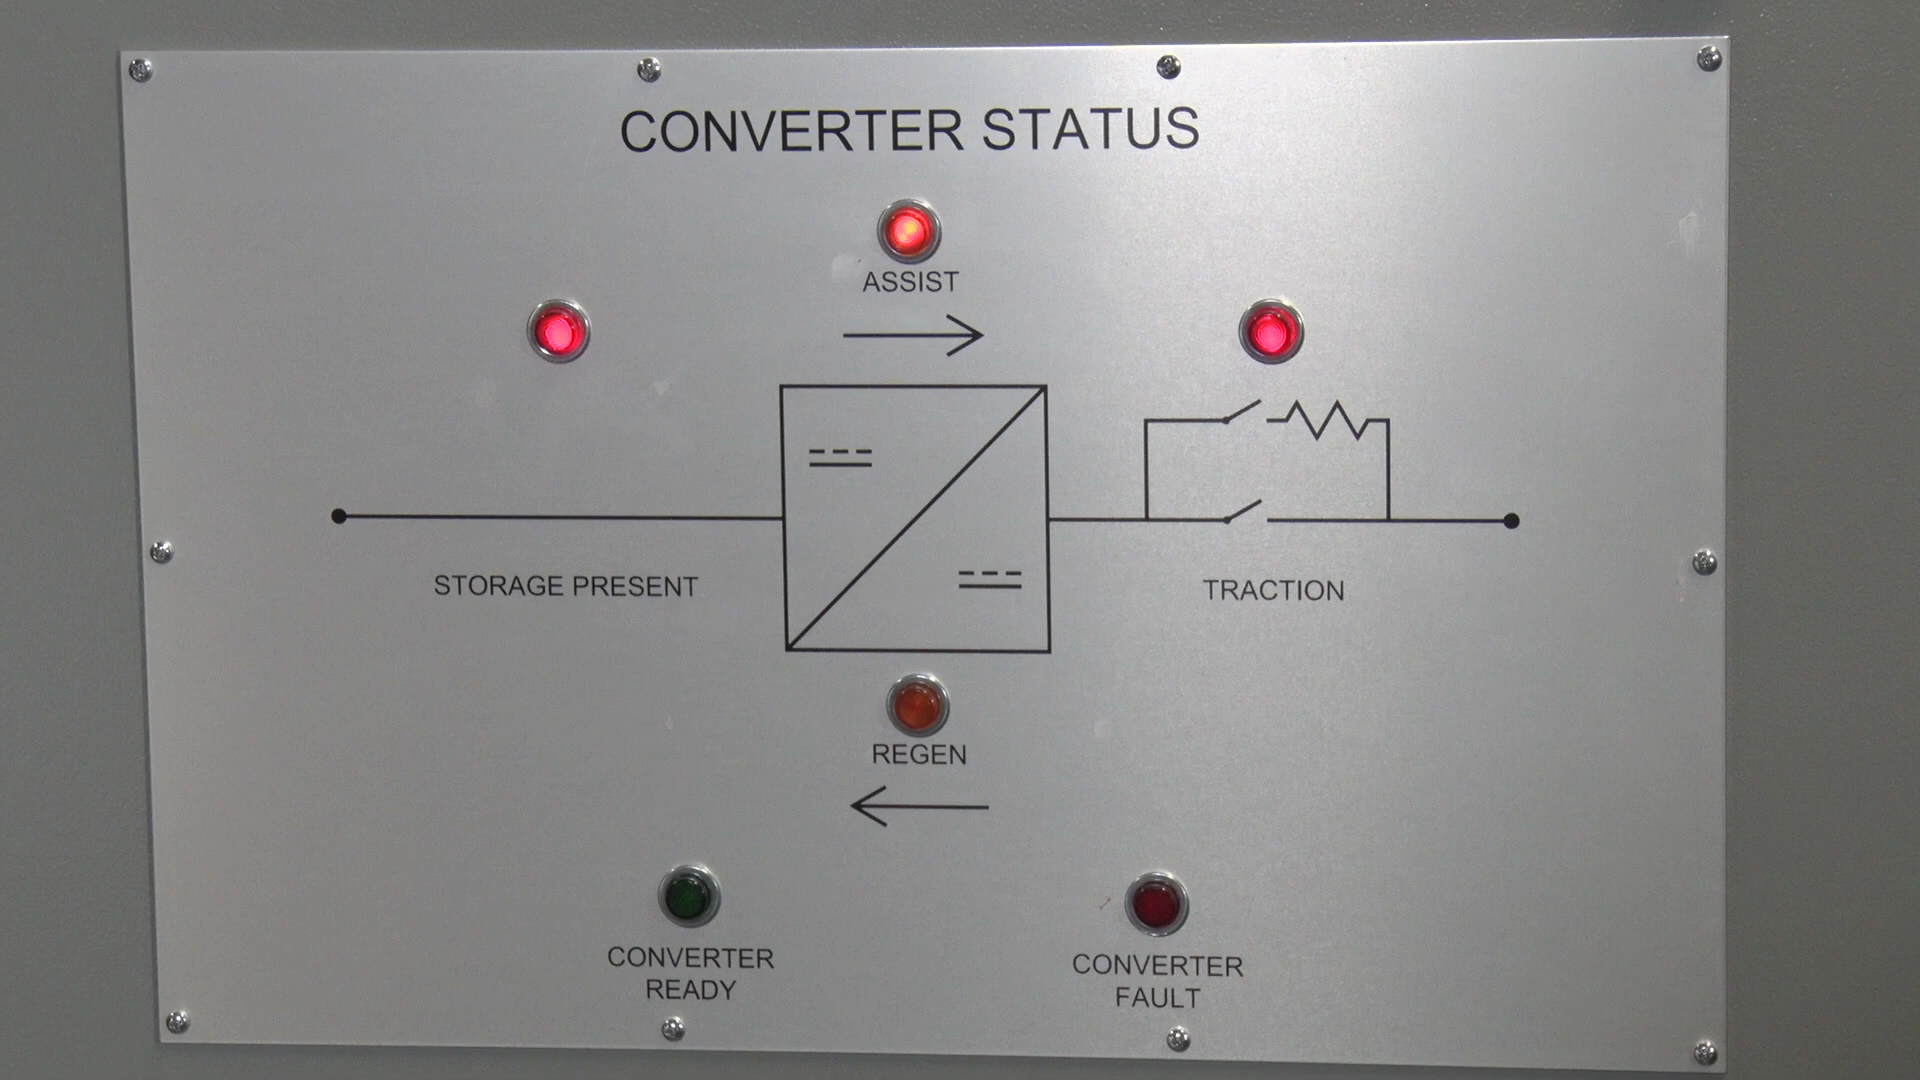 CONVERTER STATUS
ASSIST
STORAGE PRESENT
TRACTION
REGEN
CONVERTER
READY
CONVERTER
FAULT